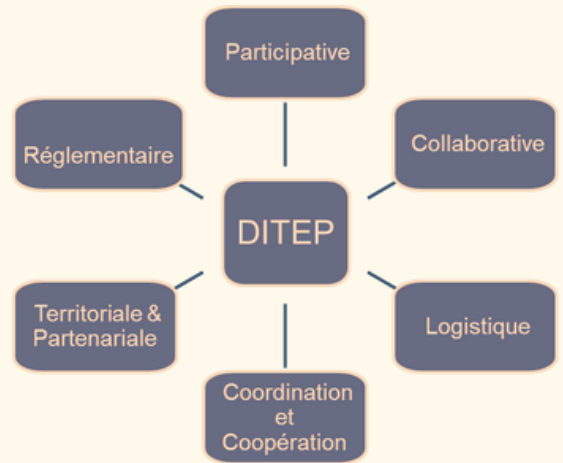 Participative
Réglementaire
Collaborative
DITEP
Territoriale &
Partenariale
Logistique
Coordination
et
Coopération